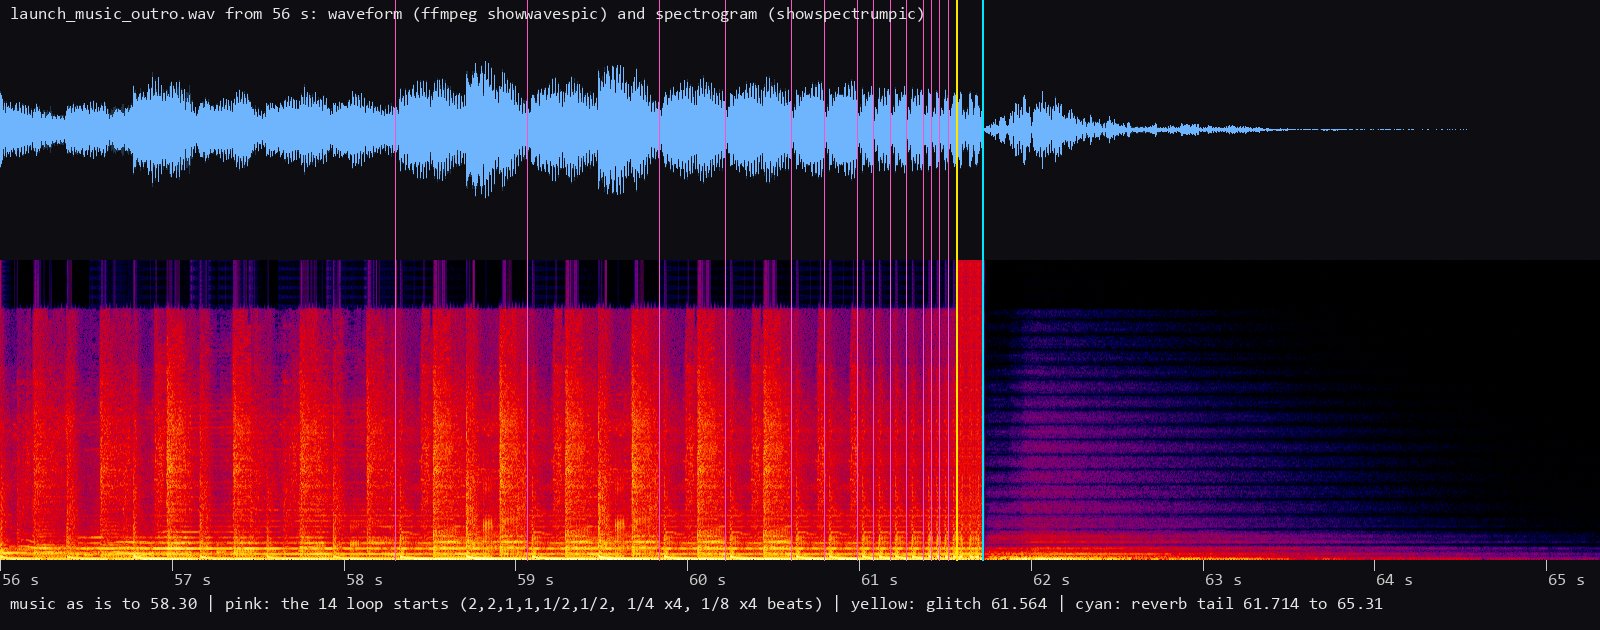 launch_music_outro.wav from 56 s: waveform (ffmpeg showwavespic) and spectrogram (showspectrumpic)
56 s 57 s 58 s 59 s 60 s 61 s 62 s 63 s 64 s 65 s
music as is to 58.30 | pink: the 14 loop starts (2,2,1,1,1/2,1/2, 1/4 x4, 1/8 x4 beats) | yellow: glitch 61.564 | cyan: reverb tail 61.714 to 65.31